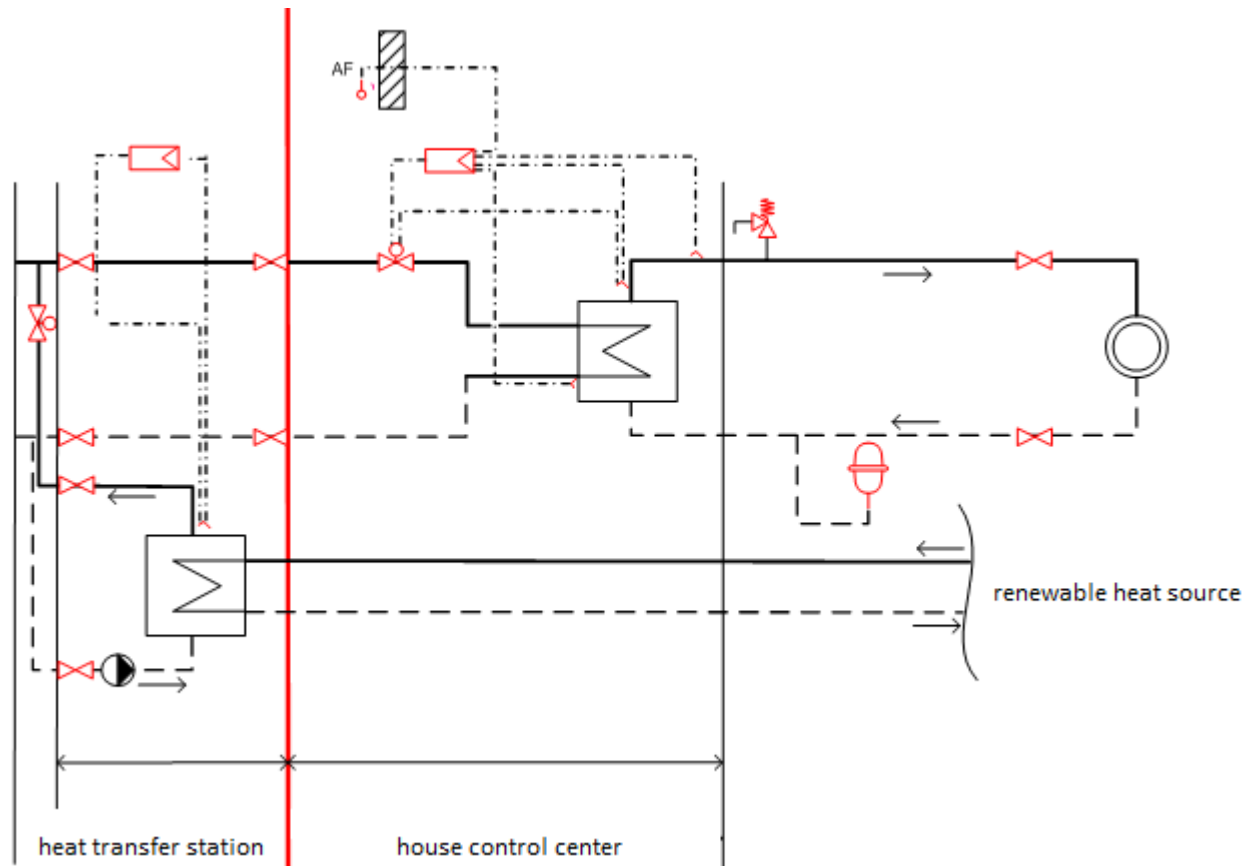 AF
renewable heat source
heat transfer station
house control center